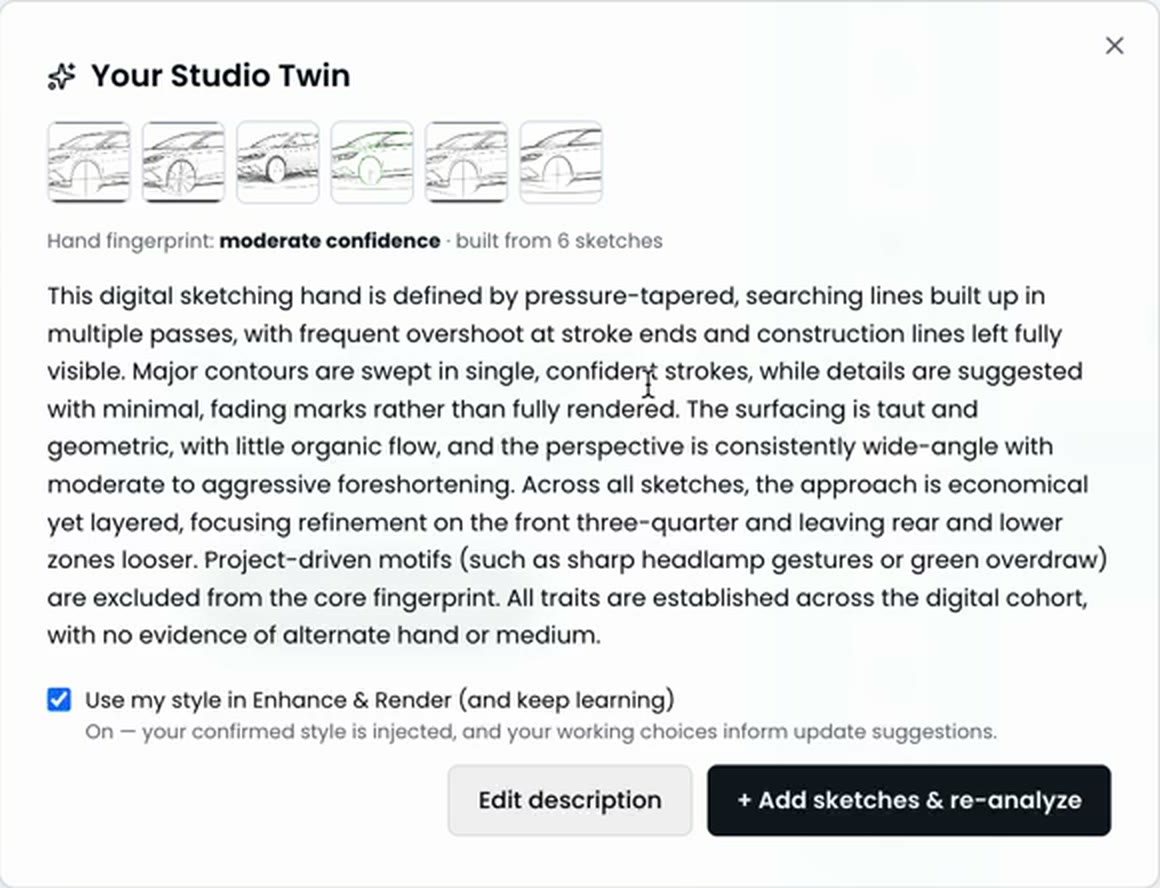 Your Studio Twin
Hand fingerprint: moderate confidence · built from 6 sketches
This digital sketching hand is defined by pressure-tapered, searching lines built up in
multiple passes, with frequent overshoot at stroke ends and construction lines left fully
visible. Major contours are swept in single, confident strokes, while details are suggested
with minimal, fading marks rather than fully rendered. The surfacing is taut and
geometric, with little organic flow, and the perspective is consistently wide-angle with
moderate to aggressive foreshortening. Across all sketches, the approach is economical
yet layered, focusing refinement on the front three-quarter and leaving rear and lower
zones looser. Project-driven motifs (such as sharp headlamp gestures or green overdraw)
are excluded from the core fingerprint. All traits are established across the digital cohort,
with no evidence of alternate hand or medium.
Use my style in Enhance & Render (and keep learning)
On — your confirmed style is injected, and your working choices inform update suggestions.
Edit description
+ Add sketches & re-analyze